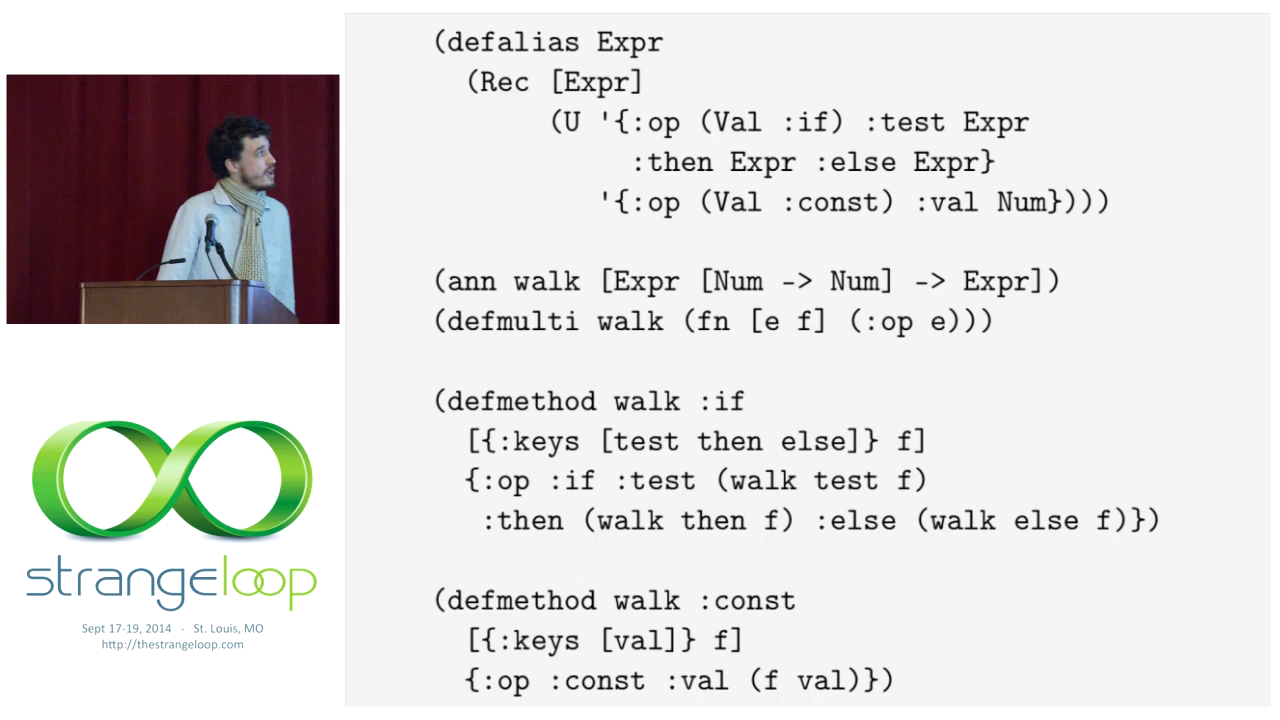 (defalias Expr
(Rec [Expr]
(U '{:op (Val :if) :test Expr
:then Expr :else Expr}
'{:op (Val :const) :val Num})))
(ann walk [Expr [Num -> Num] -> Expr])
(defmulti walk (fn [e f] (:op e)))
(defmethod walk :if
[{:keys [test then else]} f]
{:op :if :test (walk test f)
:then (walk then f) :else (walk else f)})
(defmethod walk :const
[{:keys [val]} f]
{:op :const :val (f val)})
strangeloop
Sept 17-19, 2014 - St. Louis, MO
http://thestrangeloop.com